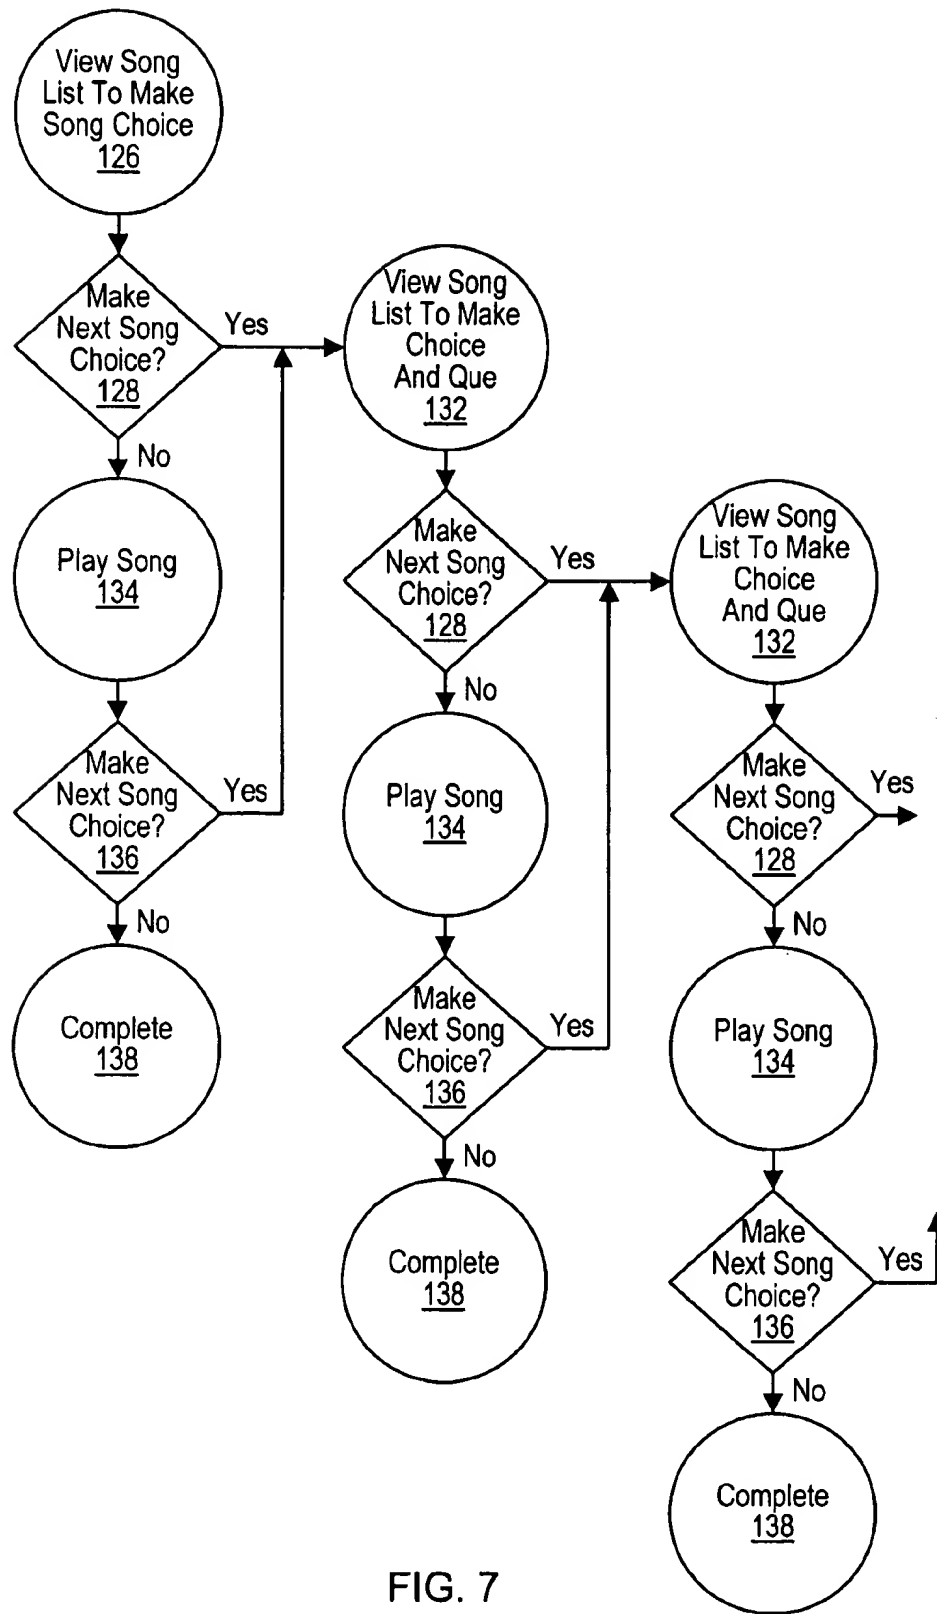 View Song
List To Make
Song Choice
126
Make
Next Song
Choice?
128
Yes
No
Play Song
134
Make
Next Song
Choice?
136
Yes
No
Complete
138
View Song
List To Make
Choice
And Que
132
Make
Next Song
Choice?
128
Yes
No
Play Song
134
Make
Next Song
Choice?
136
Yes
No
Complete
138
View Song
List To Make
Choice
And Que
132
Make
Next Song
Choice?
128
Yes
No
Play Song
134
Make
Next Song
Choice?
136
Yes
No
Complete
138
FIG. 7